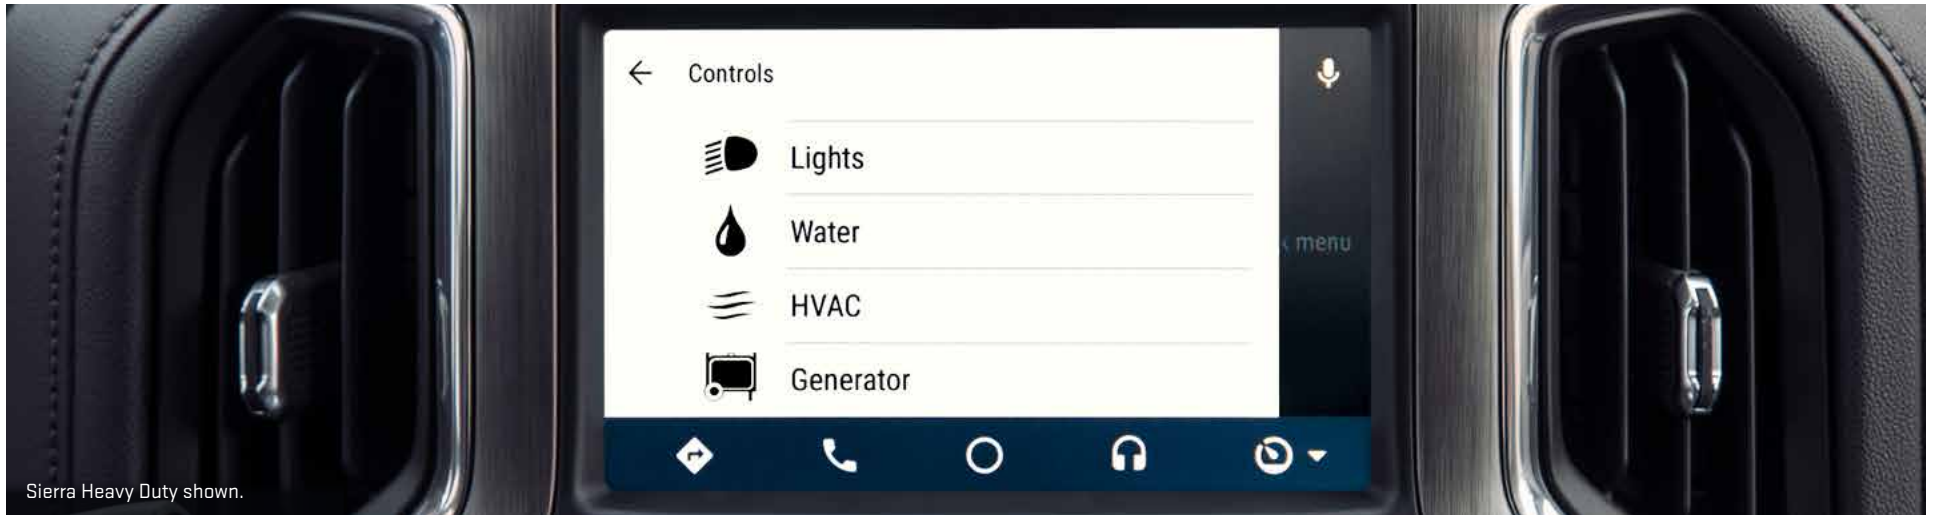 Controls
Lights
Water
menu
HVAC
Generator
Sierra Heavy Duty shown.